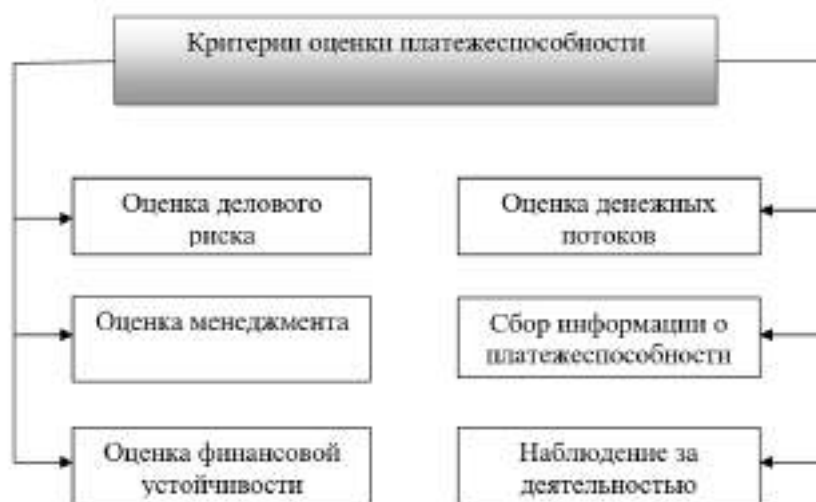 Критерии оценки платежеспособности
Оценка делового
риска
Оценка денежных
потоков
Оценка менеджмента
Сбор информации о
платежеспособности
Оценка финансовой
устойчивости
Наблюдение за
деятельностью